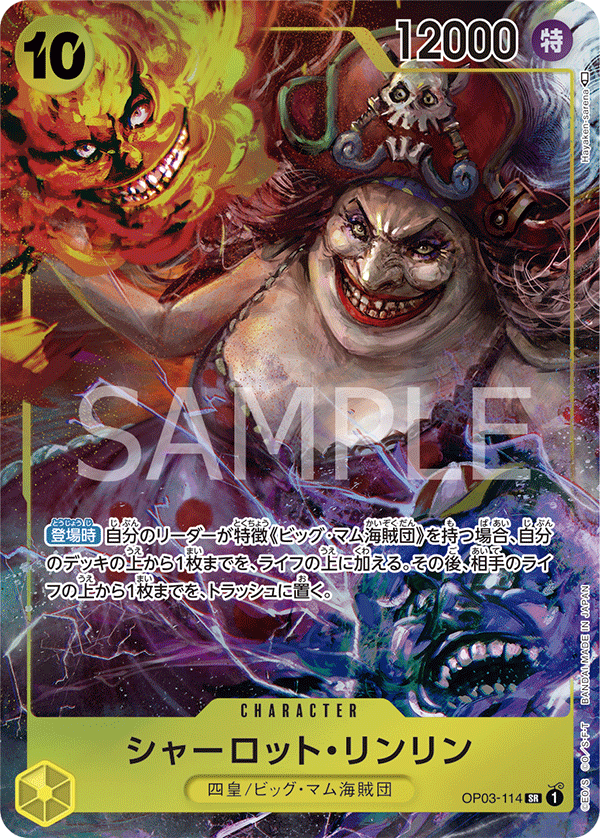 10
12000 特
Hayaken-sarena
SAMPLE
登場時 自分のリーダーが特徴《ビッグ・マム海賊団》を持つ場合、自分
のデッキの上から1枚までを、ライフの上に加える。その後、相手のライ
フの上から1枚までを、トラッシュに置く。
©E.O/S ©O./S･F･T BANDAI MADE IN JAPAN
CHARACTER
シャーロット・リンリン
四皇/ビッグ・マム海賊団
OP03-114 SR 1